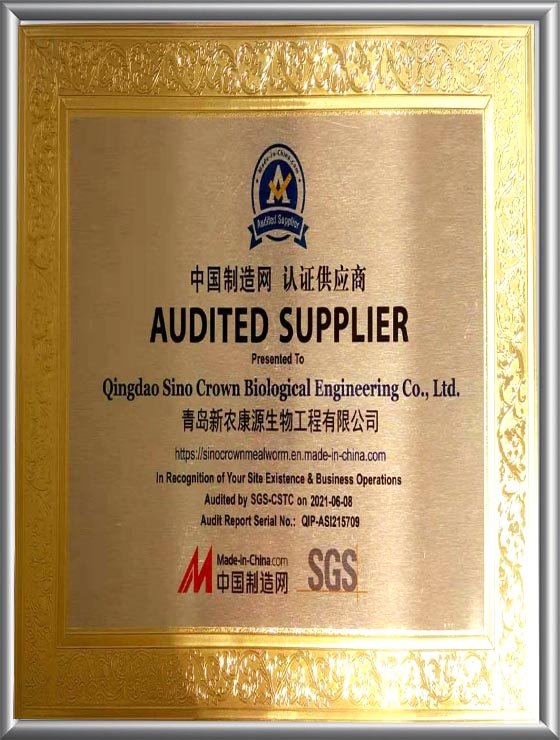 Made-in-China.com
A
Audited Supplier
中国制造网 认证供应商
AUDITED SUPPLIER
Presented To
Qingdao Sino Crown Biological Engineering Co., Ltd.
青岛新农康源生物工程有限公司
https://sinocrownmealworm.en.made-in-china.com
In Recognition of Your Site Existence & Business Operations
Audited by SGS-CSTC on 2021-06-08
Audit Report Serial No.: QIP-ASI215709
Made-in-China.com
中国制造网
SGS